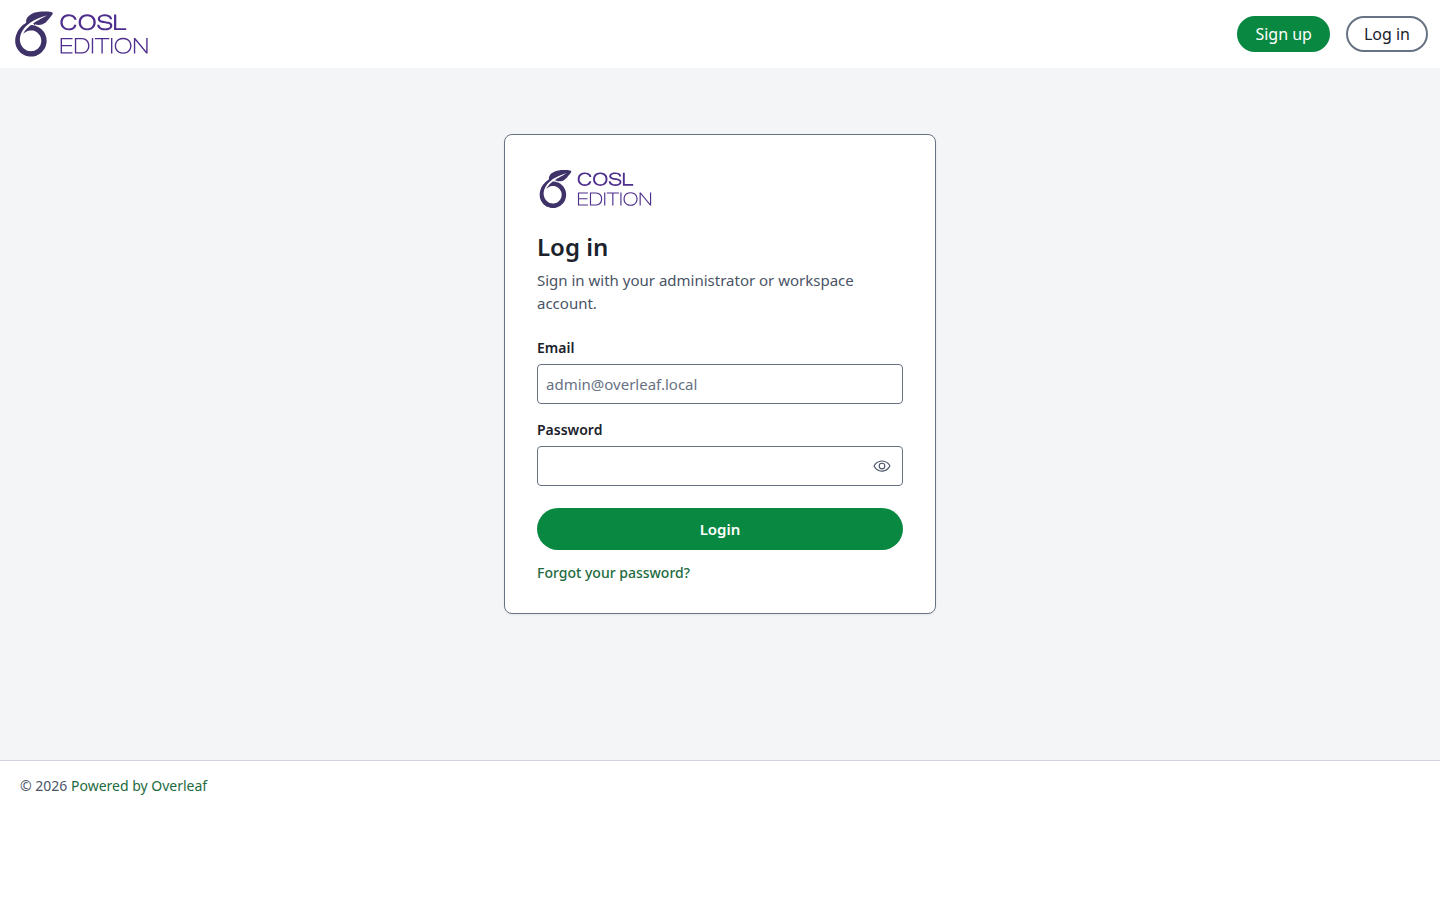 COSL
EDITION
Sign up
Log in
COSL
EDITION
Log in
Sign in with your administrator or workspace
account.
Email
admin@overleaf.local
Password
Login
Forgot your password?
© 2026 Powered by Overleaf